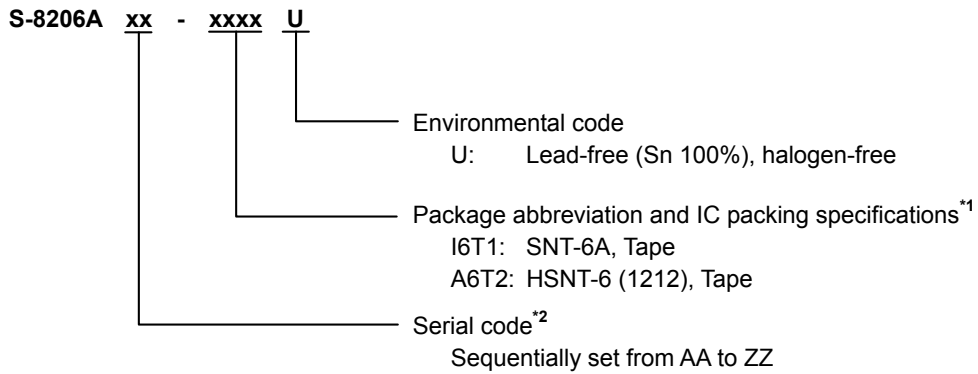 S-8206A xx - xxxx U
Environmental code
U: Lead-free (Sn 100%), halogen-free
Package abbreviation and IC packing specifications*1
I6T1: SNT-6A, Tape
A6T2: HSNT-6 (1212), Tape
Serial code*2
Sequentially set from AA to ZZ